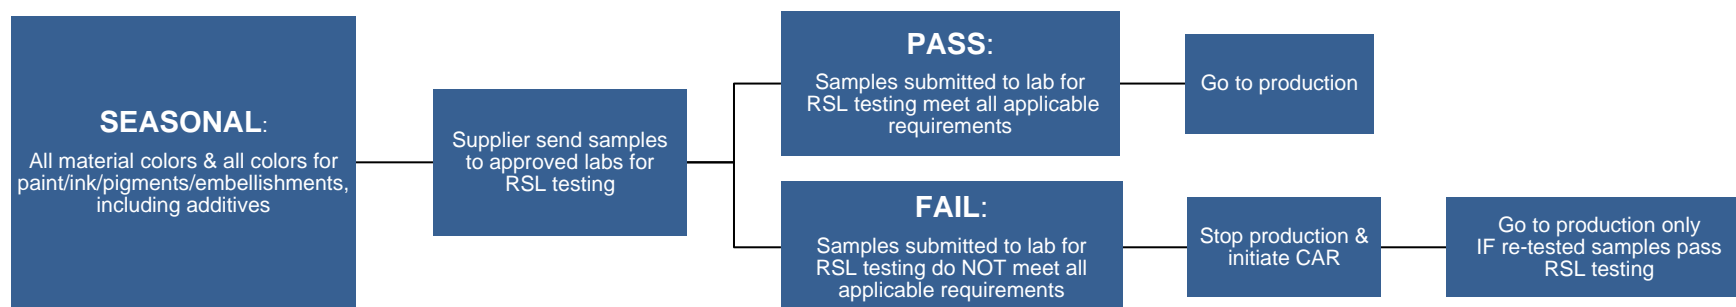 SEASONAL:
All material colors & all colors for
paint/ink/pigments/embellishments,
including additives
Supplier send samples
to approved labs for
RSL testing
PASS:
Samples submitted to lab for
RSL testing meet all applicable
requirements
Go to production
FAIL:
Samples submitted to lab for
RSL testing do NOT meet all
applicable requirements
Stop production &
initiate CAR
Go to production only
IF re-tested samples pass
RSL testing